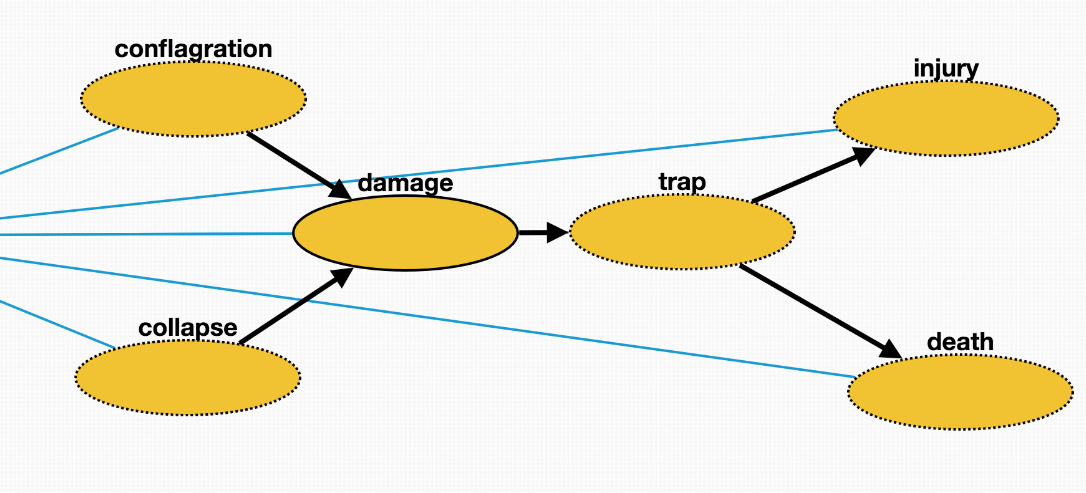 conflagration
injury
damage
trap
collapse
death